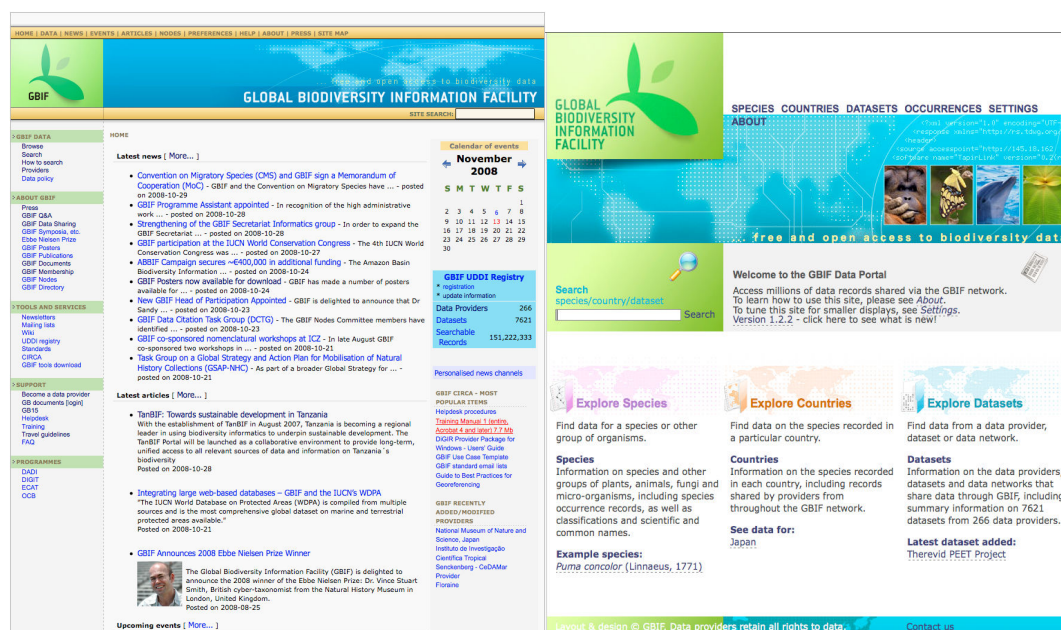 HOME | DATA | NEWS | EVENTS | ARTICLES | NODES | PREFERENCES | HELP | ABOUT | PRESS | SITE MAP
GBIF
free and open access to biodiversity data
GLOBAL BIODIVERSITY INFORMATION FACILITY
SITE SEARCH:
> GBIF DATA
Browse
Search
How to search
Providers
Data policy
> ABOUT GBIF
Press
GBIF Q&A
GBIF Data Sharing
GBIF Symposia, etc.
Ebbe Nielsen Prize
GBIF Posters
GBIF Publications
GBIF Documents
GBIF Membership
GBIF Nodes
GBIF Directory
> TOOLS AND SERVICES
Newsletters
Mailing lists
Wiki
UDDI registry
Standards
CIRCA
GBIF tools download
> SUPPORT
Become a data provider
GB documents [login]
GB15
Helpdesk
Training
Travel guidelines
FAQ
> PROGRAMMES
DADI
DIGIT
ECAT
OCB
HOME
Latest news [ More... ]
• Convention on Migratory Species (CMS) and GBIF sign a Memorandum of
Cooperation (MoC) - GBIF and the Convention on Migratory Species have ... - posted
on 2008-10-29
• GBIF Programme Assistant appointed - In recognition of the high administrative
work ... - posted on 2008-10-28
• Strengthening of the GBIF Secretariat Informatics group - In order to expand the
GBIF Secretariat ... - posted on 2008-10-28
• GBIF participation at the IUCN World Conservation Congress - The 4th IUCN World
Conservation Congress was ... - posted on 2008-10-27
• ABBIF Campaign secures ~€400,000 in additional funding - The Amazon Basin
Biodiversity Information ... - posted on 2008-10-24
• GBIF Posters now available for download - GBIF has made a number of posters
available for ... - posted on 2008-10-24
• New GBIF Head of Participation Appointed - GBIF is delighted to announce that Dr
Sandy ... - posted on 2008-10-23
• GBIF Data Citation Task Group (DCTG) - The GBIF Nodes Committee members have
identified ... - posted on 2008-10-23
• GBIF co-sponsored nomenclatural workshops at ICZ - In late August GBIF
co-sponsored two workshops in ... - posted on 2008-10-21
• Task Group on a Global Strategy and Action Plan for Mobilisation of Natural
History Collections (GSAP-NHC) - As part of a broader Global Strategy for ... -
posted on 2008-10-21
Latest articles [ More... ]
• TanBIF: Towards sustainable development in Tanzania
With the establishment of TanBIF in August 2007, Tanzania is becoming a regional
leader in using biodiversity informatics to underpin sustainable development. The
TanBIF Portal will be launched as a collaborative environment to provide long-term,
unified access to all relevant sources of data and information on Tanzania´s
biodiversity
Posted on 2008-10-28
• Integrating large web-based databases – GBIF and the IUCN's WDPA
"The IUCN World Database on Protected Areas (WDPA) is compiled from multiple
sources and is the most comprehensive global dataset on marine and terrestrial
protected areas available."
Posted on 2008-10-21
• GBIF Announces 2008 Ebbe Nielsen Prize Winner
The Global Biodiversity Information Facility (GBIF) is delighted to
announce the 2008 winner of the Ebbe Nielsen Prize: Dr. Vince Stuart
Smith, British cyber-taxonomist from the Natural History Museum in
London, United Kingdom.
Posted on 2008-08-25
Upcoming events [ More... ]
Calendar of events
November
2008
S M T W T F S
1
2 3 4 5 6 7 8
9 10 11 12 13 14 15
16 17 18 19 20 21 22
23 24 25 26 27 28 29
30
GBIF UDDI Registry
* registration
* update information
Data Providers 266
Datasets 7621
Searchable
Records 151,222,333
Personalised news channels
GBIF CIRCA - MOST
POPULAR ITEMS
Helpdesk procedures
Training Manual 1 (entire,
Acrobat 4 and later) 7.7 Mb
DiGIR Provider Package for
Windows - Users' Guide
GBIF Use Case Template
GBIF standard email lists
Guide to Best Practices for
Georeferencing
GBIF RECENTLY
ADDED/MODIFIED
PROVIDERS
National Museum of Nature and
Science, Japan
Instituto de Investigação
Científica Tropical
Senckenberg - CeDAMar
Provider
Floraine
GLOBAL
BIODIVERSITY
INFORMATION
FACILITY
SPECIES COUNTRIES DATASETS OCCURRENCES SETTINGS
ABOUT
<?xml version="1.0" encoding="UTF-
<response xmlns="http://rs.tdwg.org/
<header>
<source accesspoint="http://145.18.162/
<software name="TapirLink" version="0.2(r
... free and open access to biodiversity dat
Search
species/country/dataset
Search
Welcome to the GBIF Data Portal
Access millions of data records shared via the GBIF network.
To learn how to use this site, please see About.
To tune this site for smaller displays, see Settings.
Version 1.2.2 - click here to see what is new!
Explore Species
Find data for a species or other
group of organisms.
Species
Information on species and other
groups of plants, animals, fungi and
micro-organisms, including species
occurrence records, as well as
classifications and scientific and
common names.
Example species:
Puma concolor (Linnaeus, 1771)
Explore Countries
Find data on the species recorded in
a particular country.
Countries
Information on the species recorded
in each country, including records
shared by providers from
throughout the GBIF network.
See data for:
Japan
Explore Datasets
Find data from a data provider,
dataset or data network.
Datasets
Information on the data providers,
datasets and data networks that
share data through GBIF, including
summary information on 7621
datasets from 266 data providers.
Latest dataset added:
Therevid PEET Project
Layout & design © GBIF. Data providers retain all rights to data.
Contact us